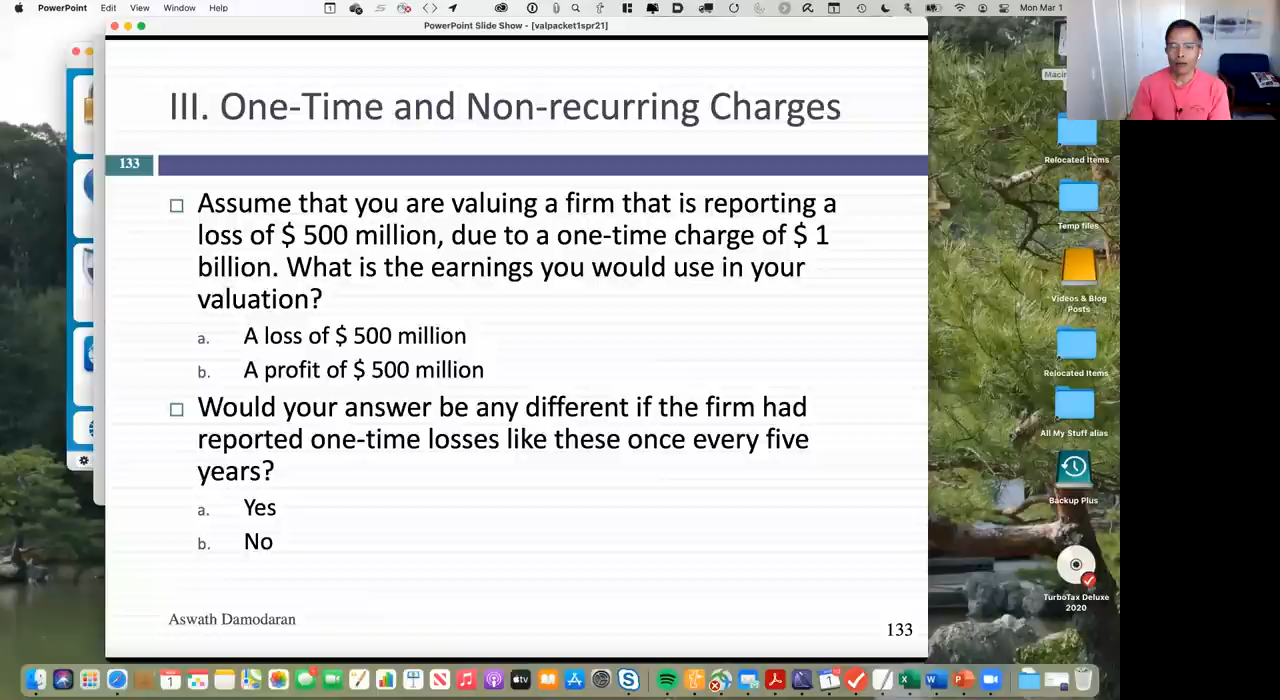 PowerPoint File Edit View Window Help
Mon Mar 1
PowerPoint Slide Show - [valpacket1spr21]
III. One-Time and Non-recurring Charges
133
Assume that you are valuing a firm that is reporting a
loss of $ 500 million, due to a one-time charge of $ 1
billion. What is the earnings you would use in your
valuation?
a. A loss of $ 500 million
b. A profit of $ 500 million
Would your answer be any different if the firm had
reported one-time losses like these once every five
years?
a. Yes
b. No
Aswath Damodaran
133
Macin
Relocated Items
Temp files
Videos & Blog
Posts
Relocated Items
All My Stuff alias
Backup Plus
TurboTax Deluxe
2020
tv